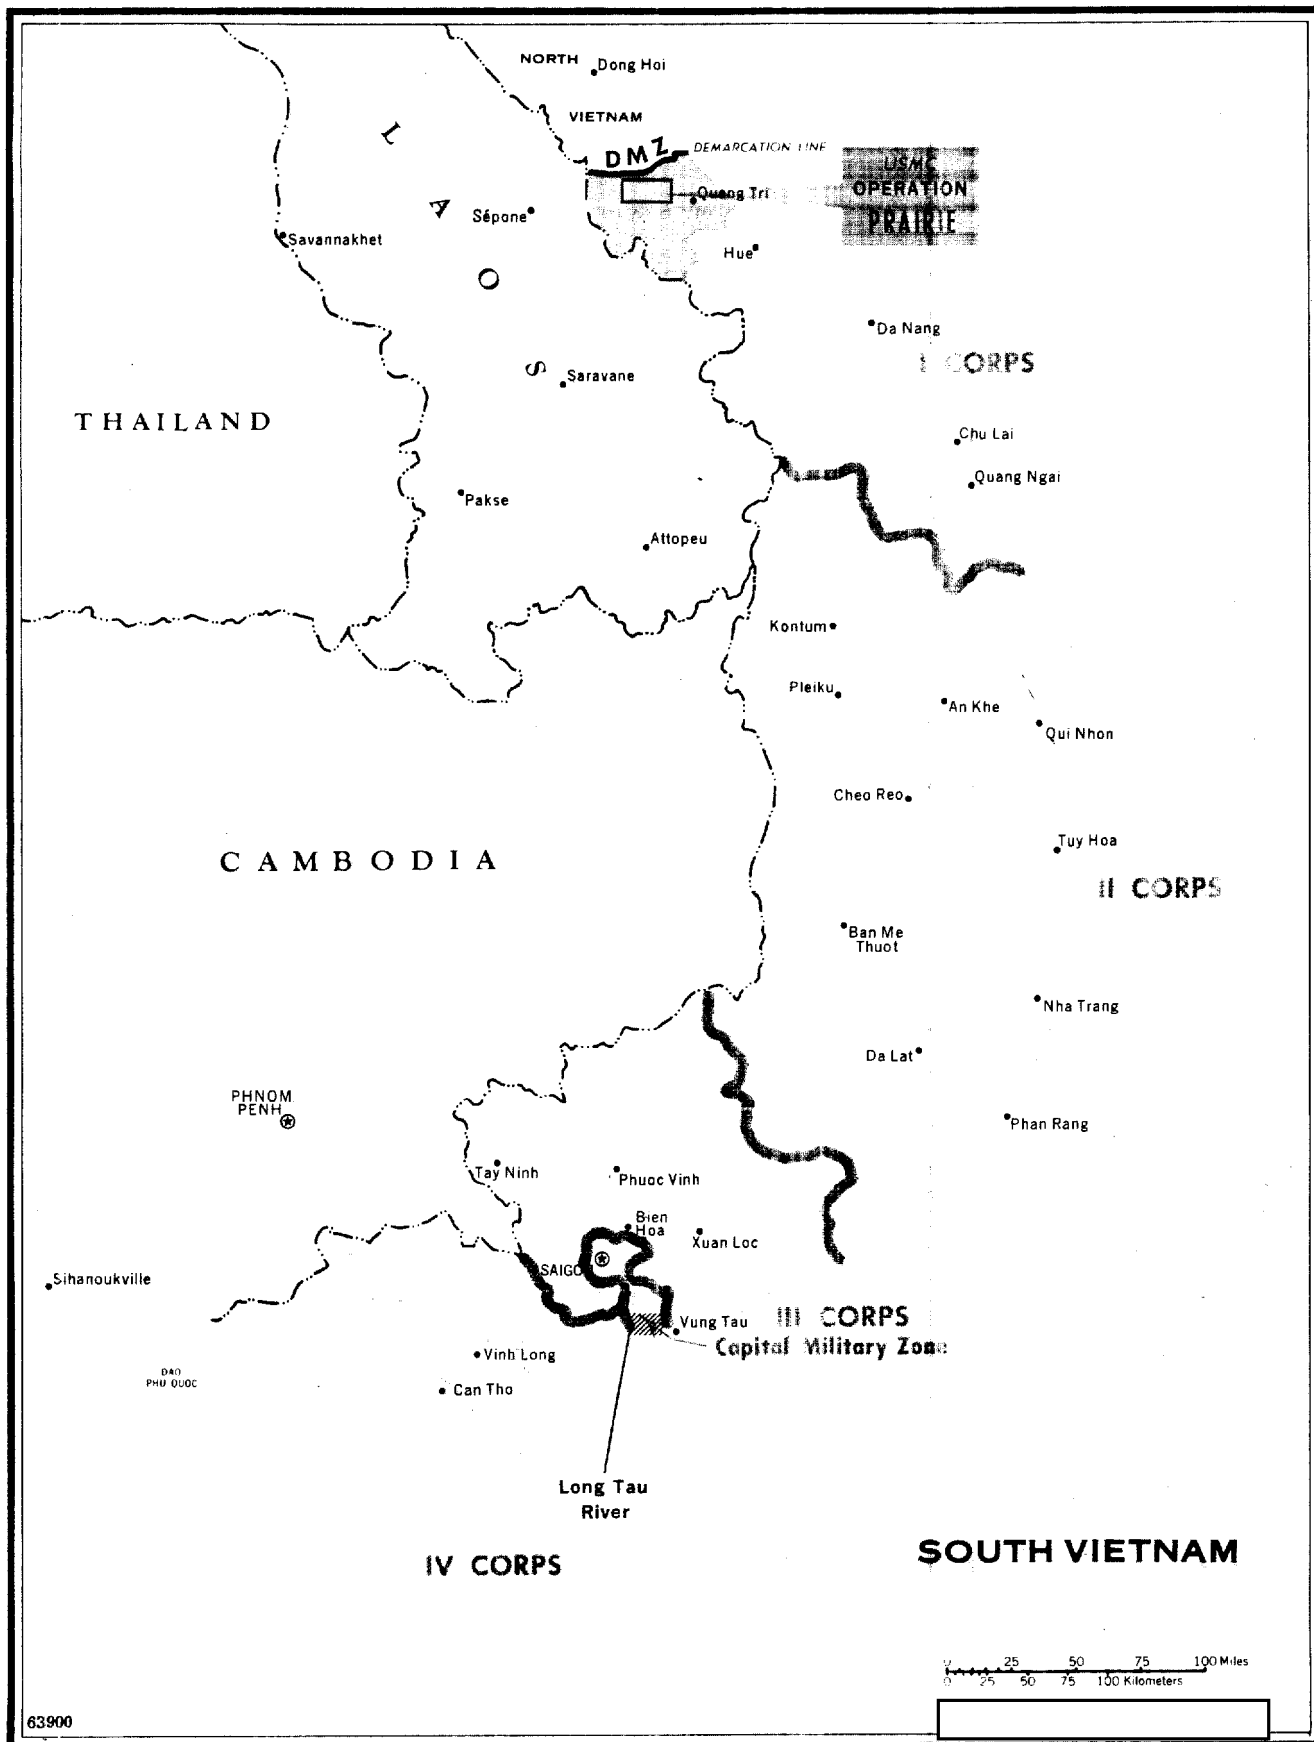 NORTH
Dong Hoi
VIETNAM
DMZ
DEMARCATION LINE
USMC
OPERATION
PRAIRIE
Quang Tri
LAOS
Sépone
Savannakhet
Hue
Da Nang
I CORPS
Saravane
THAILAND
Chu Lai
Quang Ngai
Pakse
Attopeu
Kontum
Pleiku
An Khe
Qui Nhon
Cheo Reo
Tuy Hoa
CAMBODIA
II CORPS
Ban Me
Thuot
Nha Trang
Da Lat
PHNOM
PENH
Phan Rang
Tay Ninh
Phuoc Vinh
Bien
Hoa
Xuan Loc
SAIGON
Sihanoukville
Vung Tau
III CORPS
Capital Military Zone
Vinh Long
DAO
PHU QUOC
Can Tho
Long Tau
River
IV CORPS
SOUTH VIETNAM
0 25 50 75 100 Miles
0 25 50 75 100 Kilometers
63900